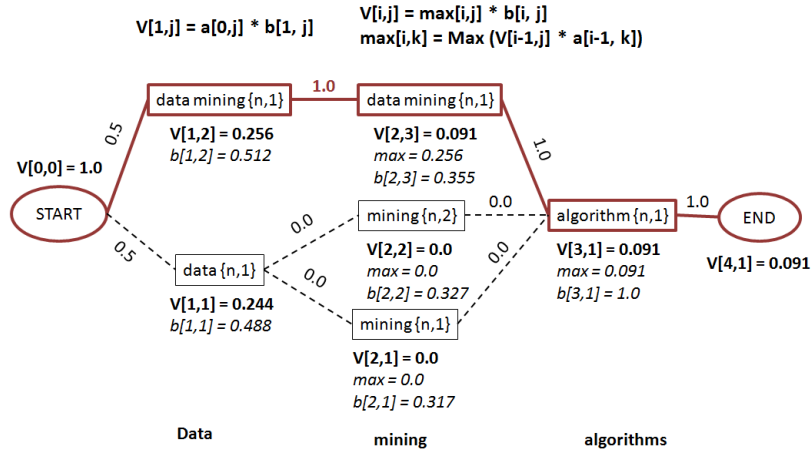 V[1,j] = a[0,j] * b[1, j]
V[i,j] = max[i,j] * b[i, j]
max[i,k] = Max (V[i-1,j] * a[i-1, k])
data mining{n,1}
1.0
data mining{n,1}
0.5
V[1,2] = 0.256
b[1,2] = 0.512
V[2,3] = 0.091
max = 0.256
b[2,3] = 0.355
1.0
V[0,0] = 1.0
START
mining{n,2}
0.0
algorithm{n,1}
1.0
END
0.5
0.0
data{n,1}
0.0
0.0
V[2,2] = 0.0
max = 0.0
b[2,2] = 0.327
V[3,1] = 0.091
max = 0.091
b[3,1] = 1.0
V[4,1] = 0.091
V[1,1] = 0.244
b[1,1] = 0.488
mining{n,1}
V[2,1] = 0.0
max = 0.0
b[2,1] = 0.317
Data
mining
algorithms